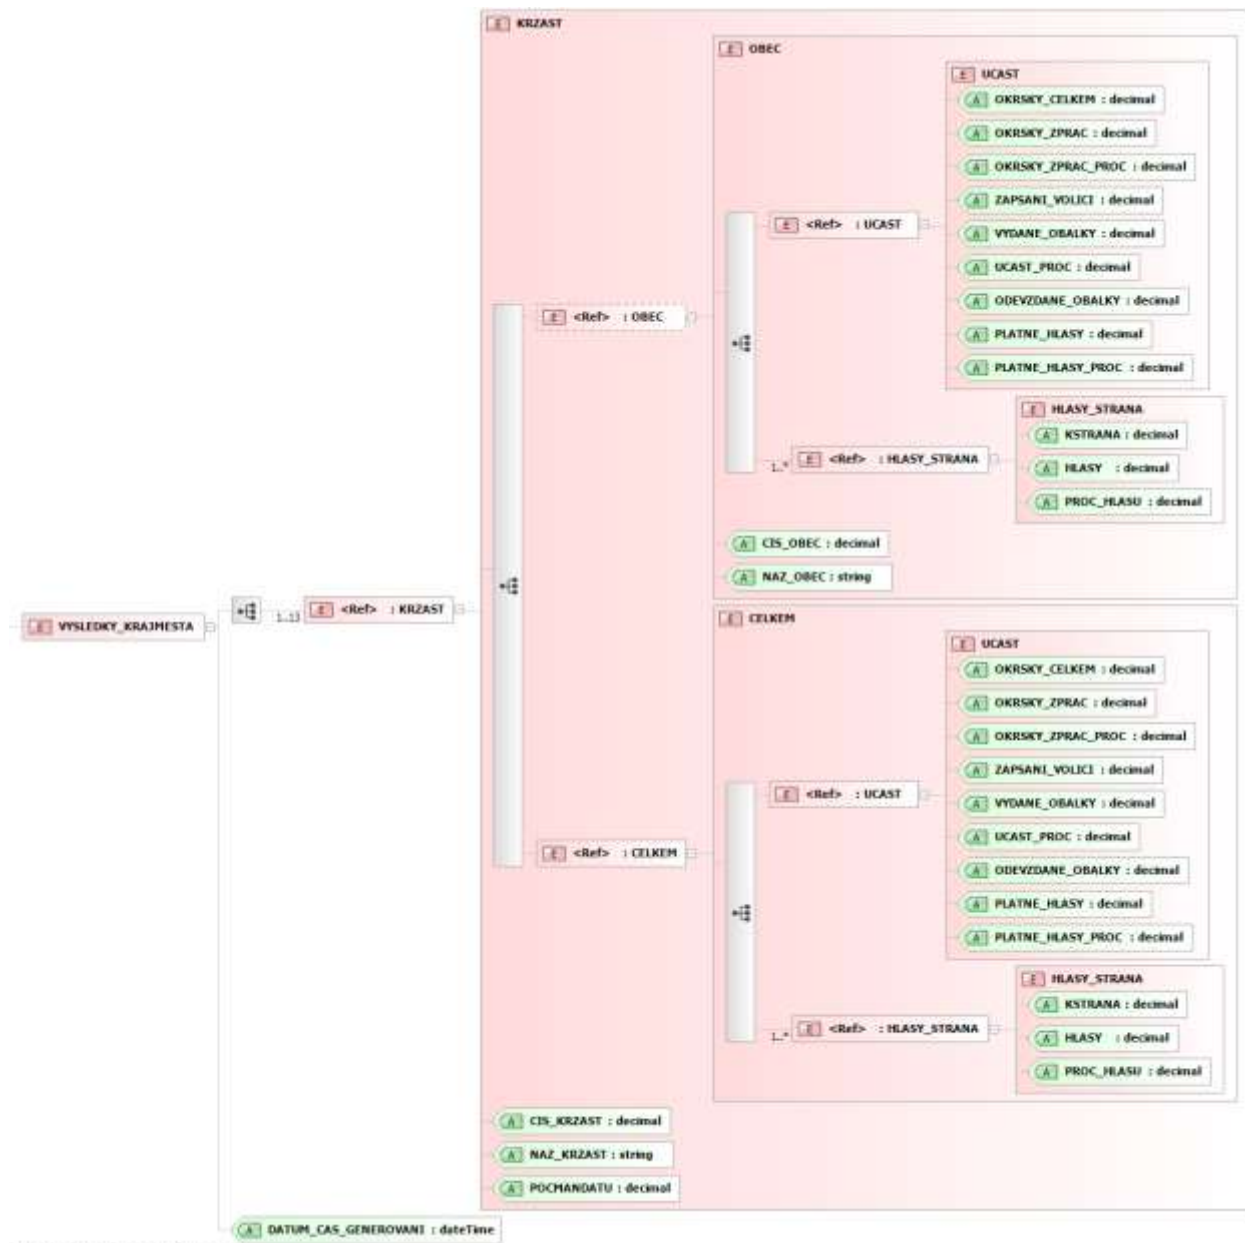 E KRZAST
E OBEC
E UCAST
A OKRSKY_CELKEM : decimal
A OKRSKY_ZPRAC : decimal
A OKRSKY_ZPRAC_PROC : decimal
A ZAPSANI_VOLICI : decimal
A VYDANE_OBALKY : decimal
E <Ref> : UCAST
A UCAST_PROC : decimal
A ODEVZDANE_OBALKY : decimal
E <Ref> : OBEC
A PLATNE_HLASY : decimal
A PLATNE_HLASY_PROC : decimal
E HLASY_STRANA
A KSTRANA : decimal
1..* E <Ref> : HLASY_STRANA
A HLASY : decimal
A PROC_HLASU : decimal
A CIS_OBEC : decimal
A NAZ_OBEC : string
E VYSLEDKY_KRAJMESTA
1..13 E <Ref> : KRZAST
E CELKEM
E UCAST
A OKRSKY_CELKEM : decimal
A OKRSKY_ZPRAC : decimal
A OKRSKY_ZPRAC_PROC : decimal
A ZAPSANI_VOLICI : decimal
E <Ref> : UCAST
A VYDANE_OBALKY : decimal
A UCAST_PROC : decimal
E <Ref> : CELKEM
A ODEVZDANE_OBALKY : decimal
A PLATNE_HLASY : decimal
A PLATNE_HLASY_PROC : decimal
E HLASY_STRANA
A KSTRANA : decimal
1..* E <Ref> : HLASY_STRANA
A HLASY : decimal
A PROC_HLASU : decimal
A CIS_KRZAST : decimal
A NAZ_KRZAST : string
A POCMANDATU : decimal
A DATUM_CAS_GENEROVANI : dateTime